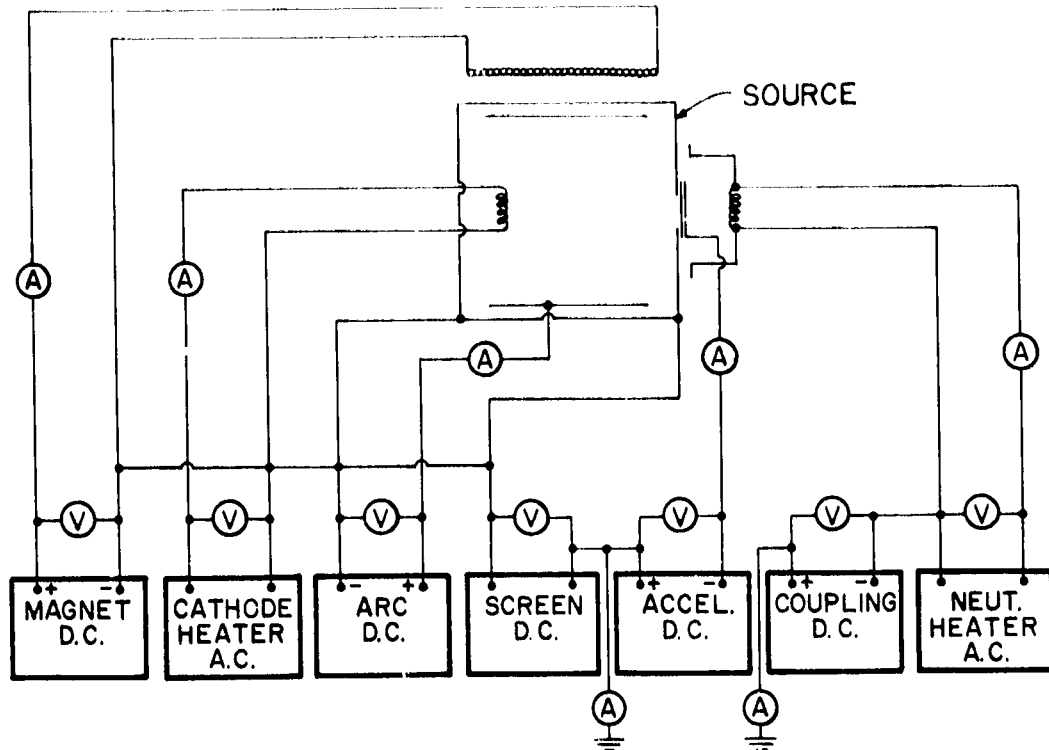 SOURCE
A
A
A
A
A
V
V
V
V
V
V
+ −
− +
+ −
+ −
MAGNET
D.C.
CATHODE
HEATER
A.C.
ARC
D.C.
SCREEN
D.C.
ACCEL.
D.C.
COUPLING
D.C.
NEUT.
HEATER
A.C.
A
A